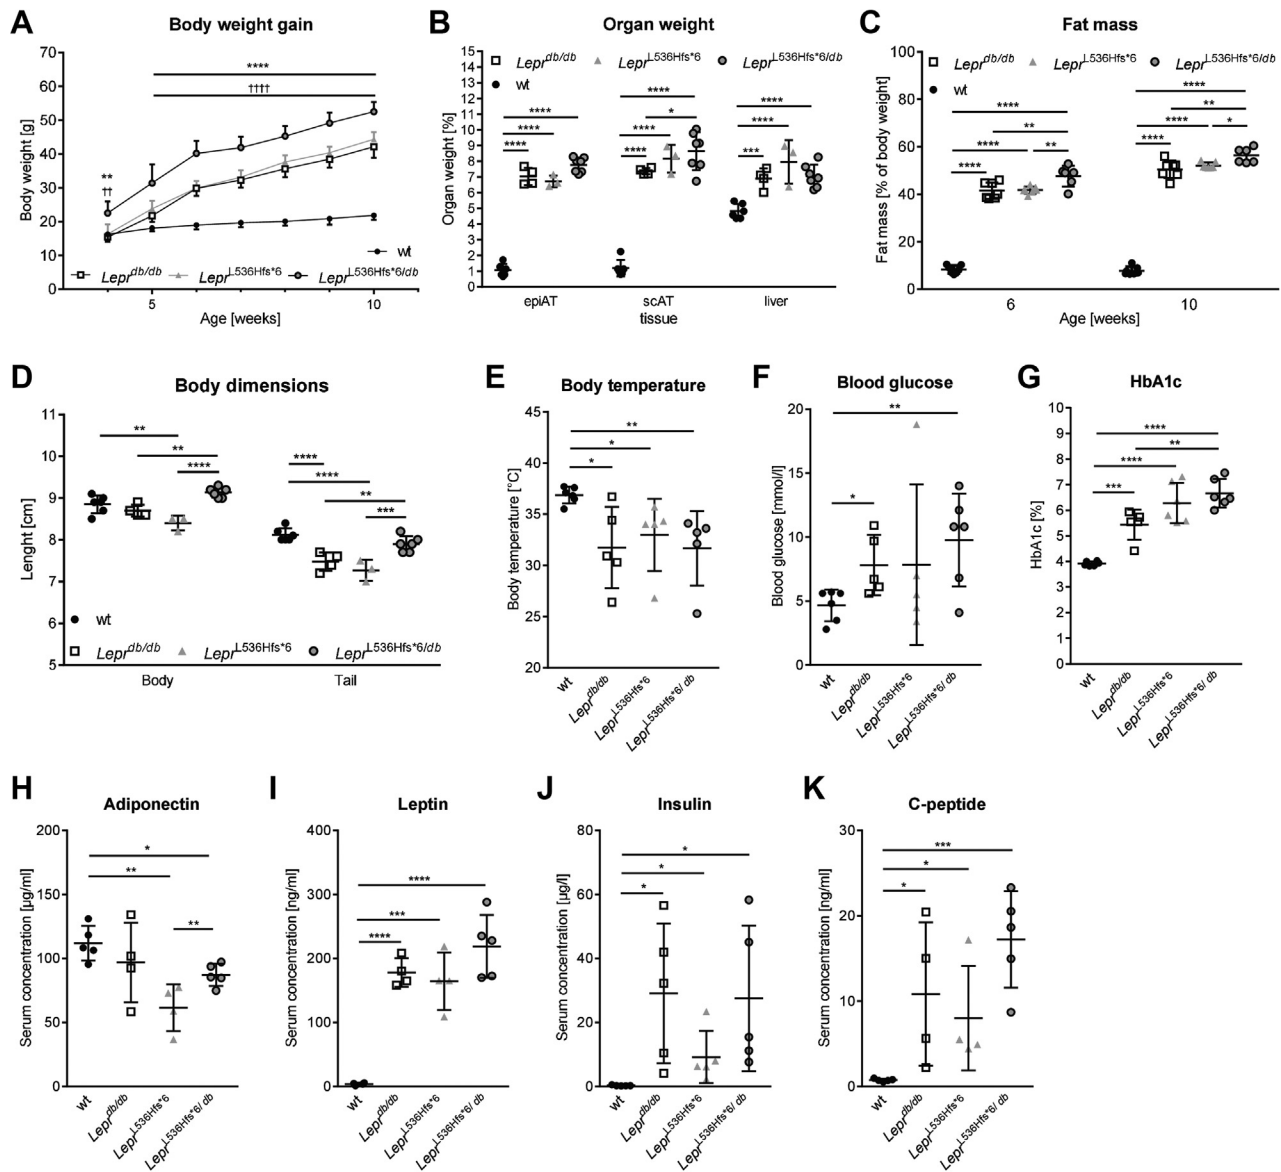 A
Body weight gain
Body weight [g]
70
60
50
40
30
20
10
0
****
††††
**
††
wt
Lepr^db/db
Lepr^L536Hfs*6
Lepr^L536Hfs*6/db
5
10
Age [weeks]
B
Organ weight
Organ weight [%]
15
14
13
12
11
10
9
8
7
6
5
4
3
2
1
0
Lepr^db/db
Lepr^L536Hfs*6
Lepr^L536Hfs*6/db
wt
****
****
****
****
*
****
****
****
****
***
epiAT
scAT
liver
tissue
C
Fat mass
Fat mass [% of body weight]
100
80
60
40
20
0
Lepr^db/db
Lepr^L536Hfs*6
Lepr^L536Hfs*6/db
wt
****
**
****
**
****
****
**
****
*
****
6
10
Age [weeks]
D
Body dimensions
Lenght [cm]
11
10
9
8
7
6
5
**
**
****
****
****
**
***
wt
Lepr^db/db
Lepr^L536Hfs*6
Lepr^L536Hfs*6/db
Body
Tail
E
Body temperature
Body temperature [°C]
45
40
35
30
25
20
**
*
*
wt
Lepr^db/db
Lepr^L536Hfs*6
Lepr^L536Hfs*6/ db
F
Blood glucose
Blood glucose [mmol/l]
20
15
10
5
0
**
*
wt
Lepr^db/db
Lepr^L536Hfs*6
Lepr^L536Hfs*6/ db
G
HbA1c
HbA1c [%]
10
9
8
7
6
5
4
3
2
1
0
****
**
****
***
wt
Lepr^db/db
Lepr^L536Hfs*6
Lepr^L536Hfs*6/ db
H
Adiponectin
Serum concentration [µg/ml]
200
150
100
50
0
*
**
**
wt
Lepr^db/db
Lepr^L536Hfs*6
Lepr^L536Hfs*6/ db
I
Leptin
Serum concentration [ng/ml]
400
300
200
100
0
****
***
****
wt
Lepr^db/db
Lepr^L536Hfs*6
Lepr^L536Hfs*6/ db
J
Insulin
Serum concentration [µg/l]
80
60
40
20
0
*
*
*
wt
Lepr^db/db
Lepr^L536Hfs*6
Lepr^L536Hfs*6/ db
K
C-peptide
Serum concentration [ng/ml]
30
20
10
0
***
*
*
wt
Lepr^db/db
Lepr^L536Hfs*6
Lepr^L536Hfs*6/ db